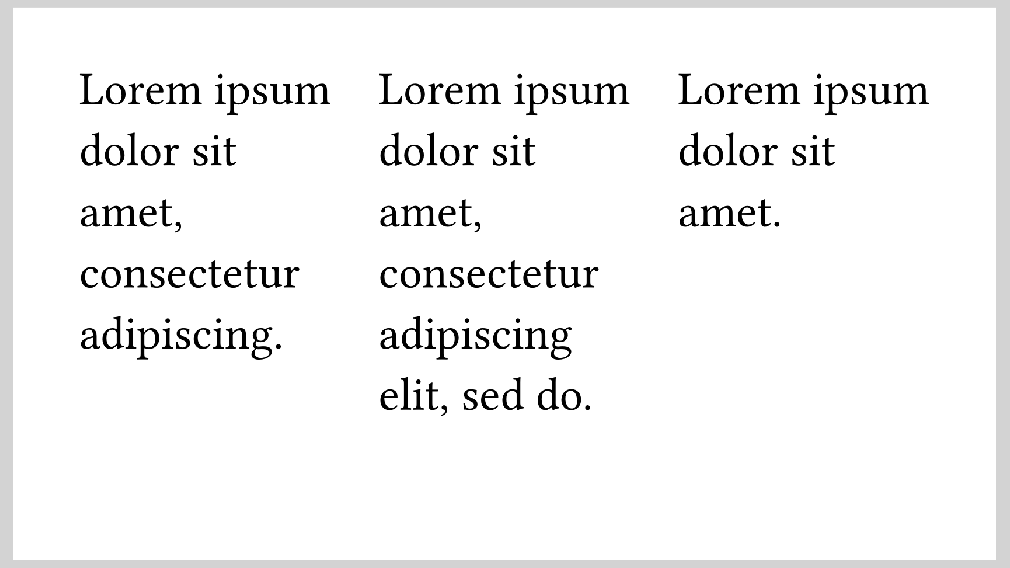 Lorem ipsum
dolor sit
amet,
consectetur
adipiscing.
Lorem ipsum
dolor sit
amet,
consectetur
adipiscing
elit, sed do.
Lorem ipsum
dolor sit
amet.